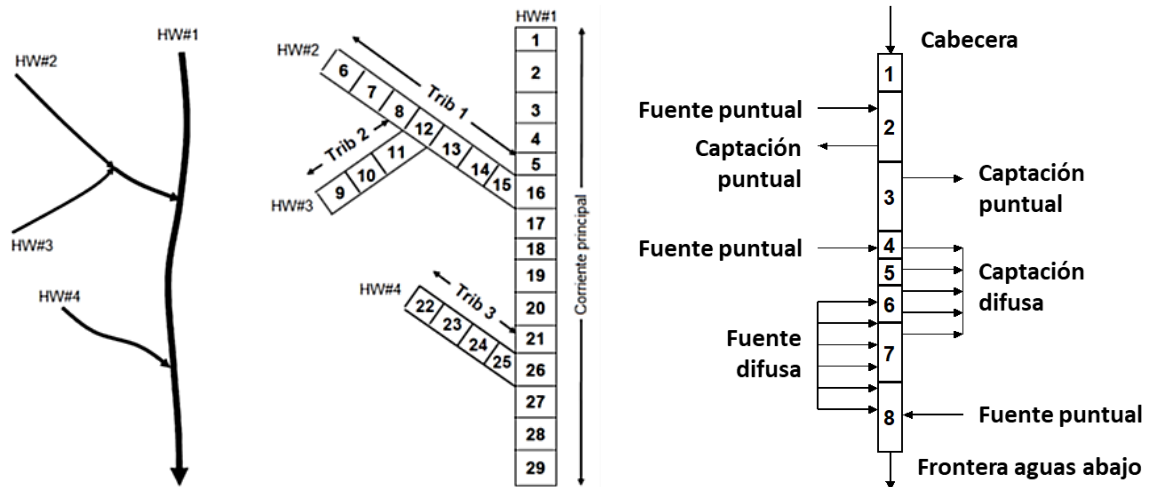 HW#1
HW#2
HW#3
HW#4
HW#1
HW#2
Trib 1
Trib 2
HW#3
HW#4
Trib 3
Corriente principal
1
2
3
4
5
6
7
8
9
10
11
12
13
14
15
16
17
18
19
20
21
22
23
24
25
26
27
28
29
Cabecera
1
Fuente puntual
2
Captación
puntual
3
Captación
puntual
Fuente puntual
4
5
Captación
difusa
6
Fuente
difusa
7
8
Fuente puntual
Frontera aguas abajo